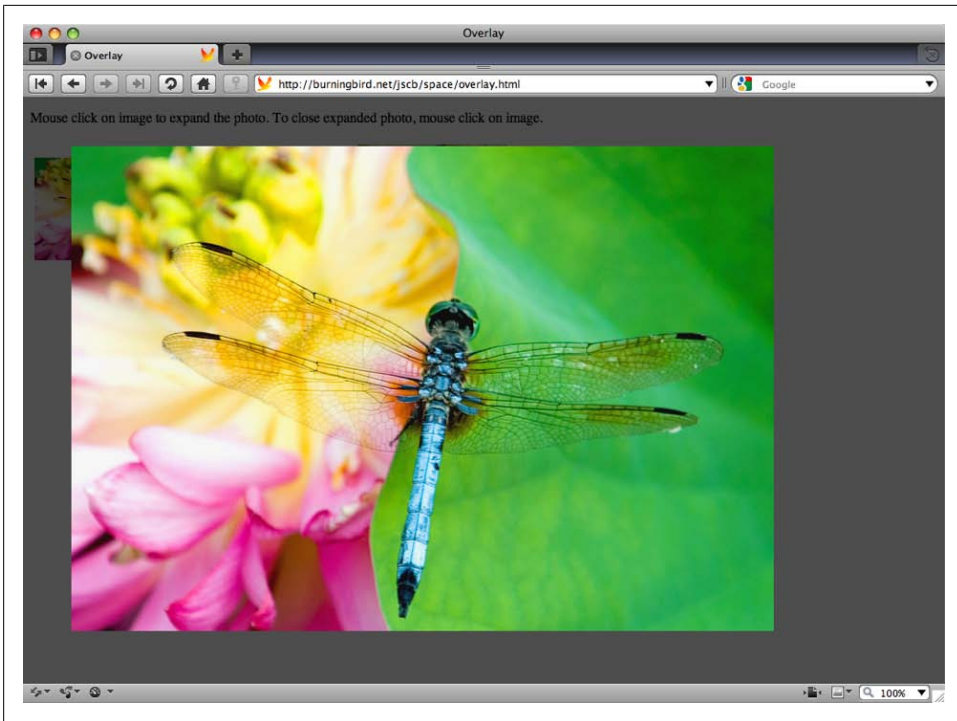 Overlay
Overlay
http://burningbird.net/jscb/space/overlay.html
Google
Mouse click on image to expand the photo. To close expanded photo, mouse click on image.
100%